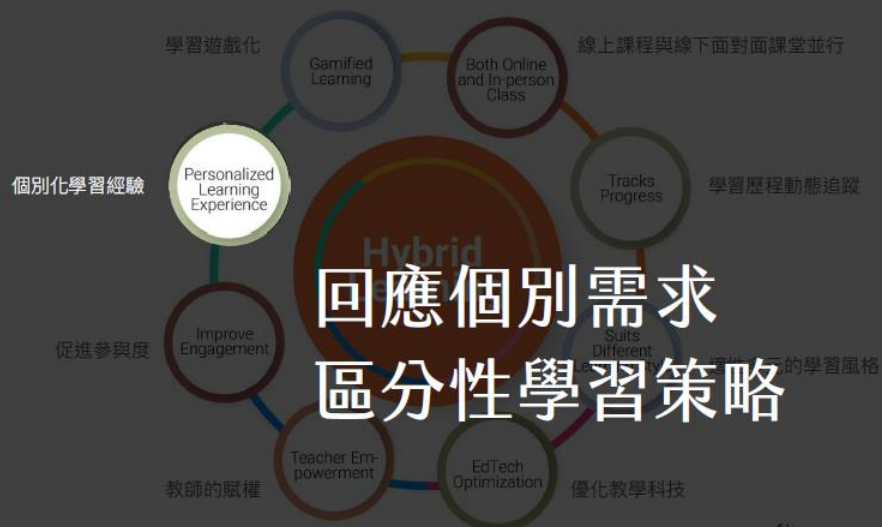 學習遊戲化
Gamified
Learning
Both Online
and In-person
Class
線上課程與線下面對面課堂並行
個別化學習經驗
Personalized
Learning
Experience
Tracks
Progress
學習歷程動態追蹤
Hybrid
回應個別需求
區分性學習策略
促進參與度
Improve
Engagement
Suits
Different
元的學習風格
教師的賦權
Teacher Em-
powerment
EdTech
Optimization
優化教學科技